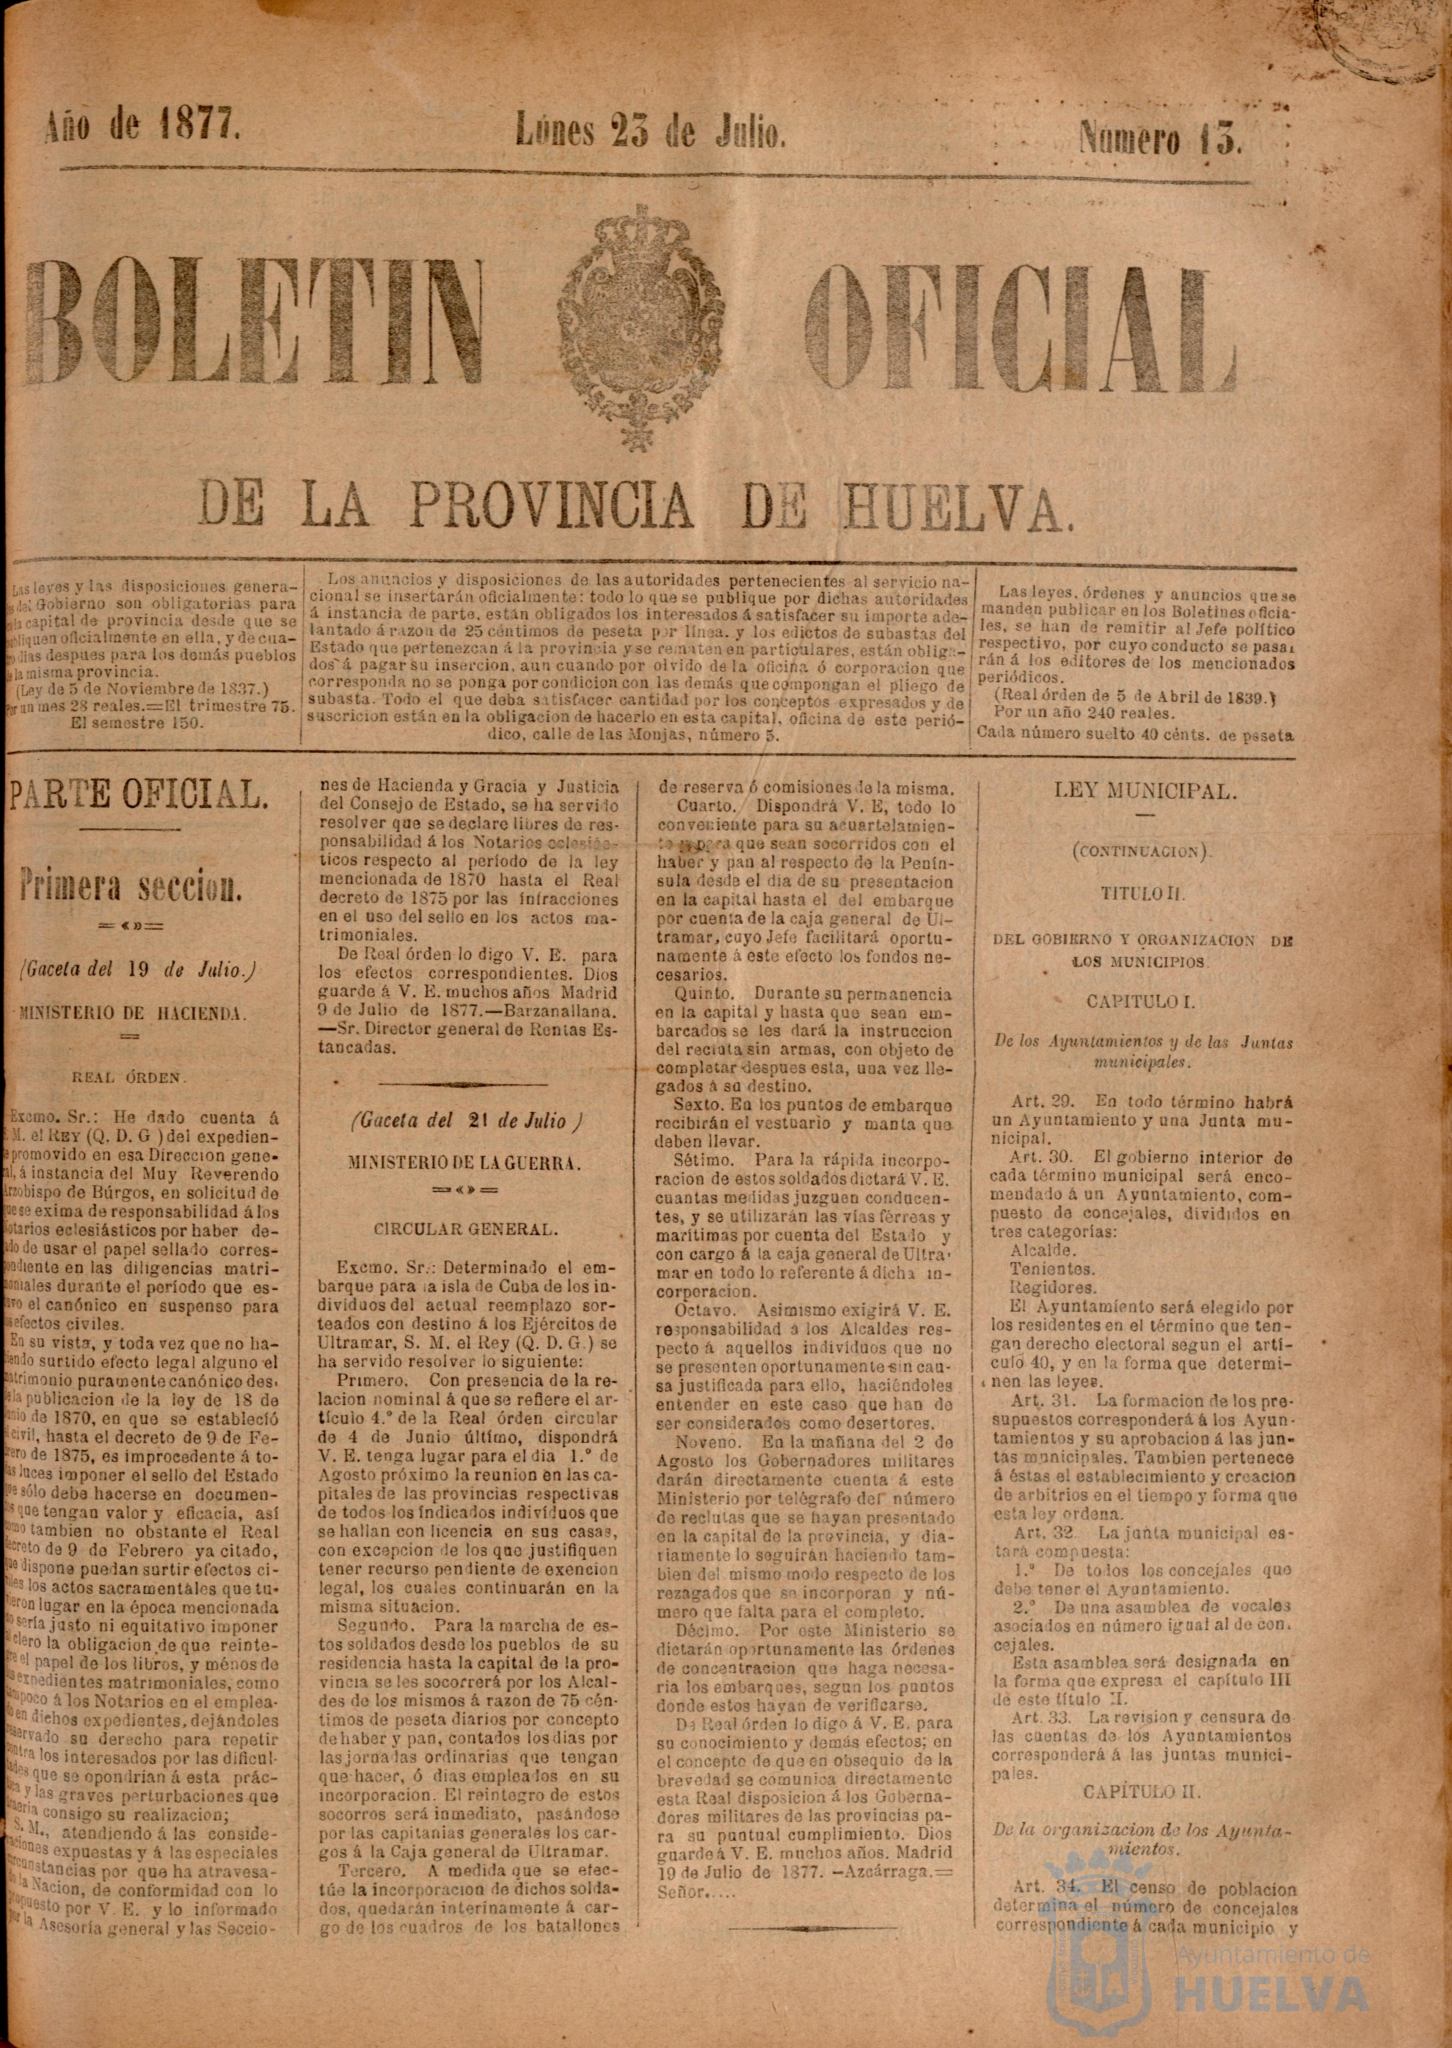 Año de 1877.
Lúnes 23 de Julio.
Número 13.
BOLETIN OFICIAL
DE LA PROVINCIA DE HUELVA.
Las leyes y las disposiciones genera-
del Gobierno son obligatorias para
la capital de provincia desde que se
publiquen oficialmente en ella, y de cua-
dias despues para los demás pueblos
la misma provincia.
(Ley de 3 de Noviembre de 1837.)
Por un mes 28 reales.=El trimestre 75.
El semestre 150.
Los anuncios y disposiciones de las autoridades pertenecientes al servicio na-
cional se insertarán oficialmente: todo lo que se publique por dichas autoridades
á instancia de parte, están obligados los interesados á satisfacer su importe ade-
lantado á razon de 25 céntimos de peseta por línea, y los edictos de subastas del
Estado que pertenezcan á la provincia y se rematen en particulares, están obliga-
dos á pagar su insercion, aun cuando por olvido de la oficina ó corporacion que
corresponda no se ponga por condicion con las demás que compongan el pliego de
subasta. Todo el que deba satisfacer cantidad por los conceptos expresados y de
suscricion están en la obligacion de hacerlo en esta capital, oficina de este perió-
dico, calle de las Monjas, número 5.
Las leyes, órdenes y anuncios que se
manden publicar en los Boletines oficia-
les, se han de remitir al Jefe político
respectivo, por cuyo conducto se pasa
rán á los editores de los mencionados
periódicos.
(Real órden de 5 de Abril de 1839.)
Por un año 240 reales.
Cada número suelto 40 cénts. de peseta
PARTE OFICIAL.
Primera seccion.
=«»=
(Gaceta del 19 de Julio.)
MINISTERIO DE HACIENDA.
REAL ÓRDEN.
Excmo. Sr.: He dado cuenta á
M. el REY (Q. D. G ) del expedien-
promovido en esa Direccion gene-
á instancia del Muy Reverendo
Arzobispo de Búrgos, en solicitud de
que se exima de responsabilidad á los
Notarios eclesiásticos por haber de-
de usar el papel sellado corres-
pondiente en las diligencias matri-
moniales durante el período que es-
el canónico en suspenso para
efectos civiles.
En su vista, y toda vez que no ha-
biendo surtido efecto legal alguno el
matrimonio puramente canónico des-
la publicacion de la ley de 18 de
de 1870, en que se estableció
civil, hasta el decreto de 9 de Fe-
brero de 1875, es improcedente á to-
luces imponer el sello del Estado
que sólo debe hacerse en documen-
que tengan valor y eficacia, así
como tambien no obstante el Real
decreto de 9 de Febrero ya citado,
que dispone puedan surtir efectos ci-
los actos sacramentales que tu-
vieron lugar en la época mencionada
sería justo ni equitativo imponer
al clero la obligacion de que reinte-
el papel de los libros, y ménos de
expedientes matrimoniales, como
tampoco á los Notarios en el emplea-
en dichos expedientes, dejándoles
reservado su derecho para repetir
contra los interesados por las dificul-
tades que se opondrian á esta prác-
y las graves perturbaciones que
traeria consigo su realizacion;
S. M., atendiendo á las conside-
raciones expuestas y á las especiales
circunstancias por que ha atravesa-
la Nacion, de conformidad con lo
propuesto por V. E. y lo informado
por la Asesoría general y las Seccio-
nes de Hacienda y Gracia y Justicia
del Consejo de Estado, se ha servido
resolver que se declare libres de res-
ponsabilidad á los Notarios eclesiás-
ticos respecto al período de la ley
mencionada de 1870 hasta el Real
decreto de 1875 por las infracciones
en el uso del sello en los actos ma-
trimoniales.
De Real órden lo digo V. E. para
los efectos correspondientes. Dios
guarde á V. E. muchos años Madrid
9 de Julio de 1877.—Barzanallana.
—Sr. Director general de Rentas Es-
tancadas.
(Gaceta del 21 de Julio )
MINISTERIO DE LA GUERRA.
=«»=
CIRCULAR GENERAL.
Excmo. Sr.: Determinado el em-
barque para la isla de Cuba de los in-
dividuos del actual reemplazo sor-
teados con destino á los Ejércitos de
Ultramar, S. M. el Rey (Q. D. G.) se
ha servido resolver lo siguiente:
Primero. Con presencia de la re-
lacion nominal á que se refiere el ar-
tículo 4.º de la Real órden circular
de 4 de Junio último, dispondrá
V. E. tenga lugar para el dia 1.º de
Agosto próximo la reunion en las ca-
pitales de las provincias respectivas
de todos los indicados individuos que
se hallan con licencia en sus casas,
con excepcion de los que justifiquen
tener recurso pendiente de exencion
legal, los cuales continuarán en la
misma situacion.
Segundo. Para la marcha de es-
tos soldados desde los pueblos de su
residencia hasta la capital de la pro-
vincia se les socorrerá por los Alcal-
des de los mismos á razon de 75 cén-
timos de peseta diarios por concepto
de haber y pan, contados los dias por
las jornadas ordinarias que tengan
que hacer, ó dias empleados en su
incorporacion. El reintegro de estos
socorros será inmediato, pasándose
por las capitanias generales los car-
gos á la Caja general de Ultramar.
Tercero. A medida que se efec-
túe la incorporacion de dichos solda-
dos, quedarán interinamente á car-
go de los cuadros de los batallones
de reserva ó comisiones de la misma.
Cuarto. Dispondrá V. E, todo lo
conveniente para su acuartelamien-
to y para que sean socorridos con el
haber y pan al respecto de la Penín-
sula desde el dia de su presentacion
en la capital hasta el del embarque
por cuenta de la caja general de Ul-
tramar, cuyo Jefe facilitará oportu-
namente á este efecto los fondos ne-
cesarios.
Quinto. Durante su permanencia
en la capital y hasta que sean em-
barcados se les dará la instruccion
del recluta sin armas, con objeto de
completar despues esta, una vez lle-
gados á su destino.
Sexto. En los puntos de embarque
recibirán el vestuario y manta que
deben llevar.
Sétimo. Para la rápida incorpo-
racion de estos soldados dictará V. E.
cuantas medidas juzguen conducen-
tes, y se utilizarán las vías férreas y
marítimas por cuenta del Estado y
con cargo á la caja general de Ultra-
mar en todo lo referente á dicha in-
corporacion.
Octavo. Asimismo exigirá V. E.
responsabilidad á los Alcaldes res-
pecto á aquellos individuos que no
se presenten oportunamente sin cau-
sa justificada para ello, haciéndoles
entender en este caso que han de
ser considerados como desertores.
Noveno. En la mañana del 2 de
Agosto los Gobernadores militares
darán directamente cuenta á este
Ministerio por telégrafo del número
de reclutas que se hayan presentado
en la capital de la provincia, y dia-
riamente lo seguirán haciendo tam-
bien del mismo modo respecto de los
rezagados que se incorporan y nú-
mero que falta para el completo.
Décimo. Por este Ministerio se
dictarán oportunamente las órdenes
de concentracion que haga necesa-
ria los embarques, segun los puntos
donde estos hayan de verificarse.
De Real órden lo digo á V. E. para
su conocimiento y demás efectos; en
el concepto de que en obsequio de la
brevedad se comunica directamente
esta Real disposicion á los Goberna-
dores militares de las provincias pa-
ra su puntual cumplimiento. Dios
guarde á V. E. muchos años. Madrid
19 de Julio de 1877. —Azcárraga.=
Señor.....
LEY MUNICIPAL.
(CONTINUACION).
TITULO II.
DEL GOBIERNO Y ORGANIZACION DE
LOS MUNICIPIOS.
CAPITULO I.
De los Ayuntamientos y de las Juntas
municipales.
Art. 29. En todo término habrá
un Ayuntamiento y una Junta mu-
nicipal.
Art. 30. El gobierno interior de
cada término municipal será enco-
mendado á un Ayuntamiento, com-
puesto de concejales, divididos en
tres categorías:
Alcalde.
Tenientes.
Regidores.
El Ayuntamiento será elegido por
los residentes en el término que ten-
gan derecho electoral segun el artí-
culo 40, y en la forma que determi-
nen las leyes.
Art. 31. La formacion de los pre-
supuestos corresponderá á los Ayun-
tamientos y su aprobacion á las jun-
tas municipales. Tambien pertenece
á éstas el establecimiento y creacion
de arbitrios en el tiempo y forma que
esta ley ordena.
Art. 32. La junta municipal es-
tará compuesta:
1.º De todos los concejales que
debe tener el Ayuntamiento.
2.º De una asamblea de vocales
asociados en número igual al de con.
cejales.
Esta asamblea será designada en
la forma que expresa el capítulo III
de este título II.
Art. 33. La revision y censura de
las cuentas de los Ayuntamientos
corresponderá á las juntas munici-
pales.
CAPÍTULO II.
De la organizacion de los Ayunta-
mientos.
Art. 34. El censo de poblacion
determina el número de concejales
correspondiente á cada municipio y
Ayuntamiento de
HUELVA